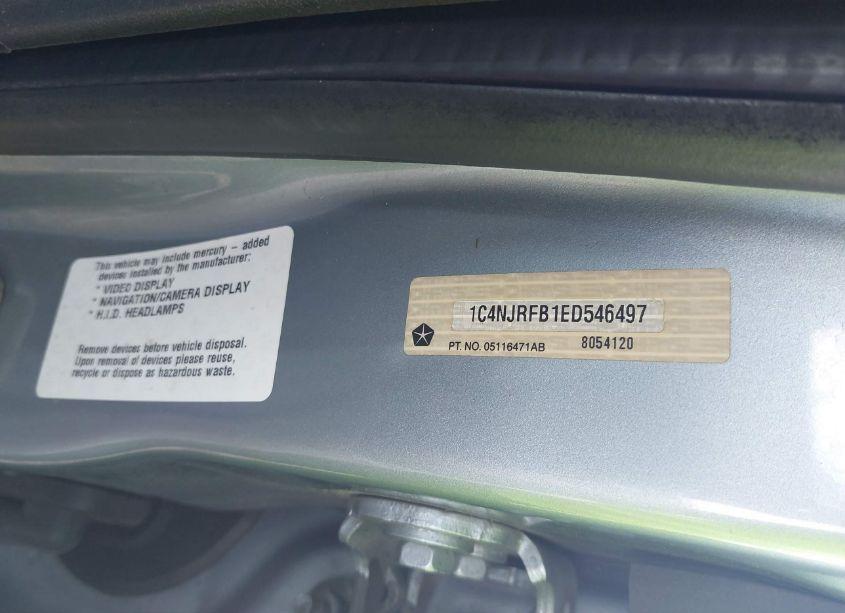 This vehicle may include mercury – added
devices installed by the manufacturer:
* VIDEO DISPLAY
* NAVIGATION/CAMERA DISPLAY
* H.I.D. HEADLAMPS
Remove devices before vehicle disposal.
Upon removal of devices please reuse,
recycle or dispose as hazardous waste.
1C4NJRFB1ED546497
PT. NO. 05116471AB 8054120